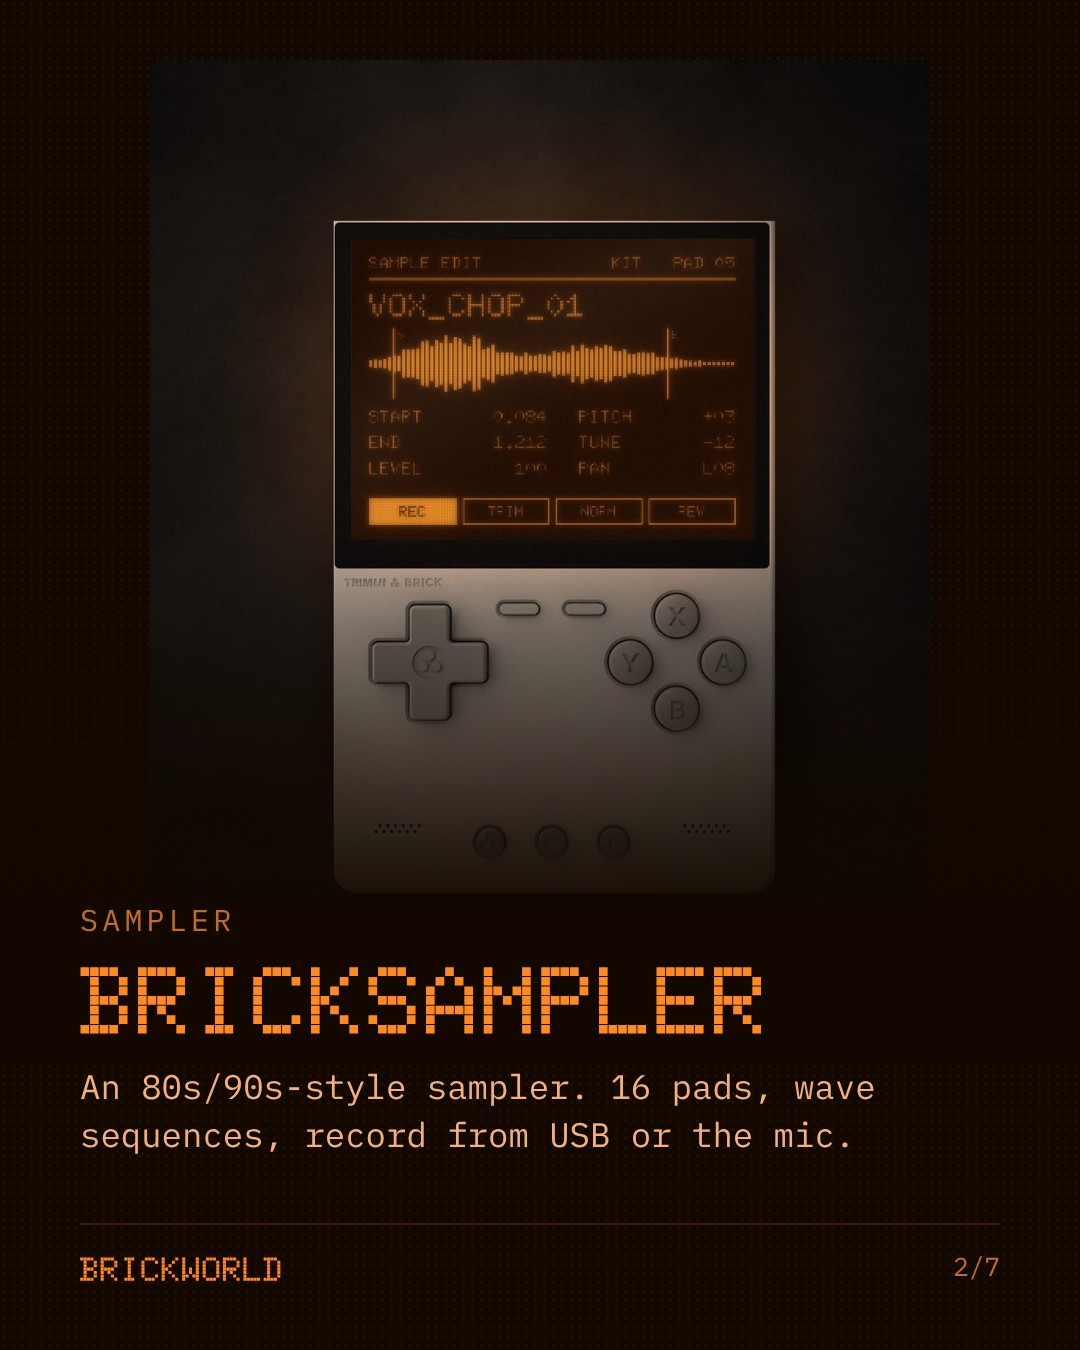 SAMPLE EDIT KIT PAD 05
VOX_CHOP_01
START 0.084 PITCH +03
END 1.212 TUNE -12
LEVEL 100 PAN L08
REC TRIM NORM REV
TRIMUI & BRICK
X
Y A
B
SAMPLER
BRICKSAMPLER
An 80s/90s-style sampler. 16 pads, wave
sequences, record from USB or the mic.
BRICKWORLD 2/7